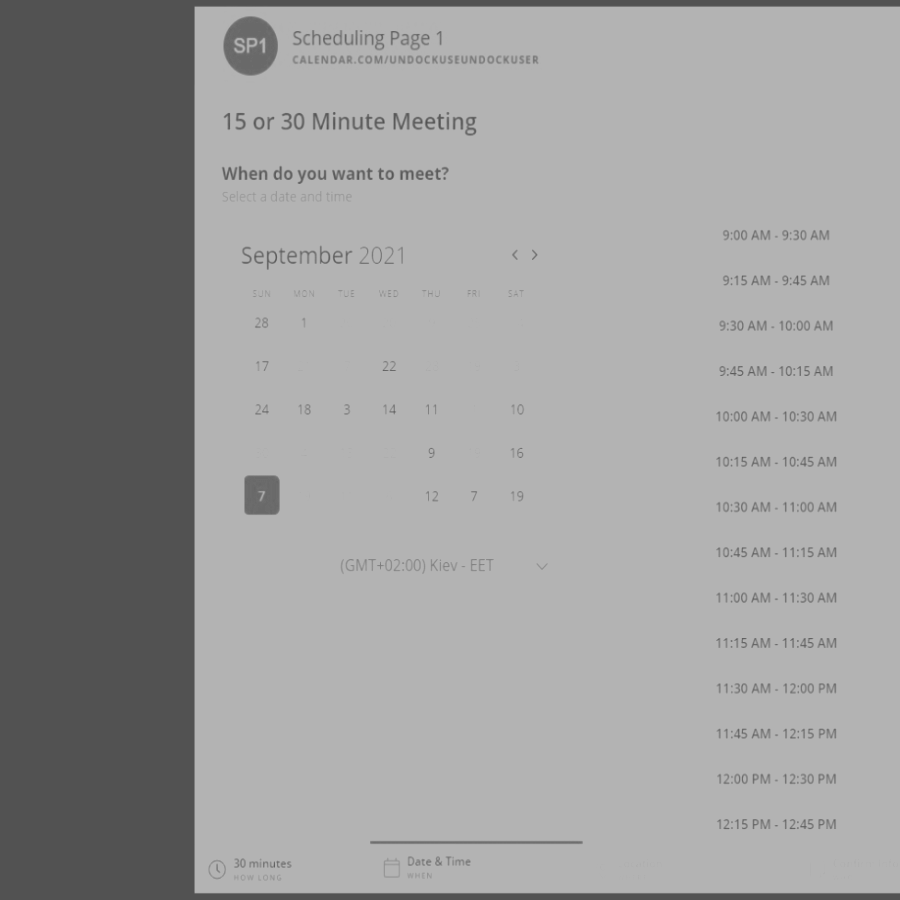 SP1
Scheduling Page 1
CALENDAR.COM/UNDOCKUSEUNDOCKUSER
15 or 30 Minute Meeting
When do you want to meet?
Select a date and time
September 2021
SUN MON TUE WED THU FRI SAT
28 1
17 22
24 18 3 14 11 10
9 16
7 12 7 19
(GMT+02:00) Kiev - EET
9:00 AM - 9:30 AM
9:15 AM - 9:45 AM
9:30 AM - 10:00 AM
9:45 AM - 10:15 AM
10:00 AM - 10:30 AM
10:15 AM - 10:45 AM
10:30 AM - 11:00 AM
10:45 AM - 11:15 AM
11:00 AM - 11:30 AM
11:15 AM - 11:45 AM
11:30 AM - 12:00 PM
11:45 AM - 12:15 PM
12:00 PM - 12:30 PM
12:15 PM - 12:45 PM
30 minutes
HOW LONG
Date & Time
WHEN